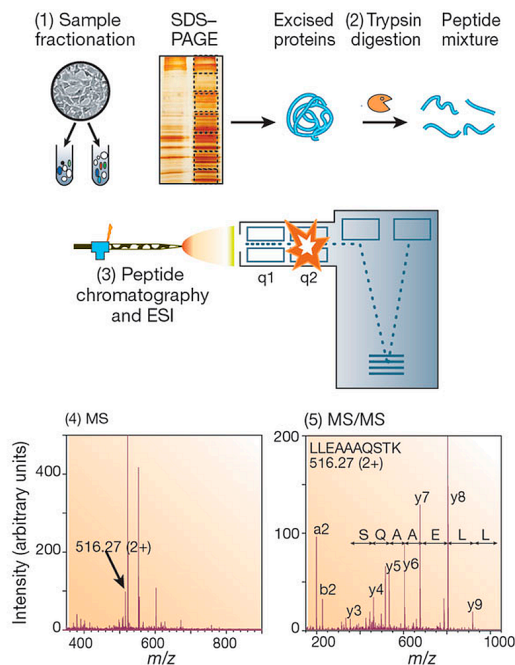 (1) Sample
fractionation
SDS–
PAGE
Excised
proteins
(2) Trypsin
digestion
Peptide
mixture
(3) Peptide
chromatography
and ESI
q1
q2
(4) MS
Intensity (arbitrary units)
400
200
0
516.27 (2+)
400
600
800
m/z
(5) MS/MS
200
100
0
LLEAAAQSTK
516.27 (2+)
a2
b2
y3
y4
y5
y6
y7
y8
y9
S Q A A E L L
200
600
1000
m/z